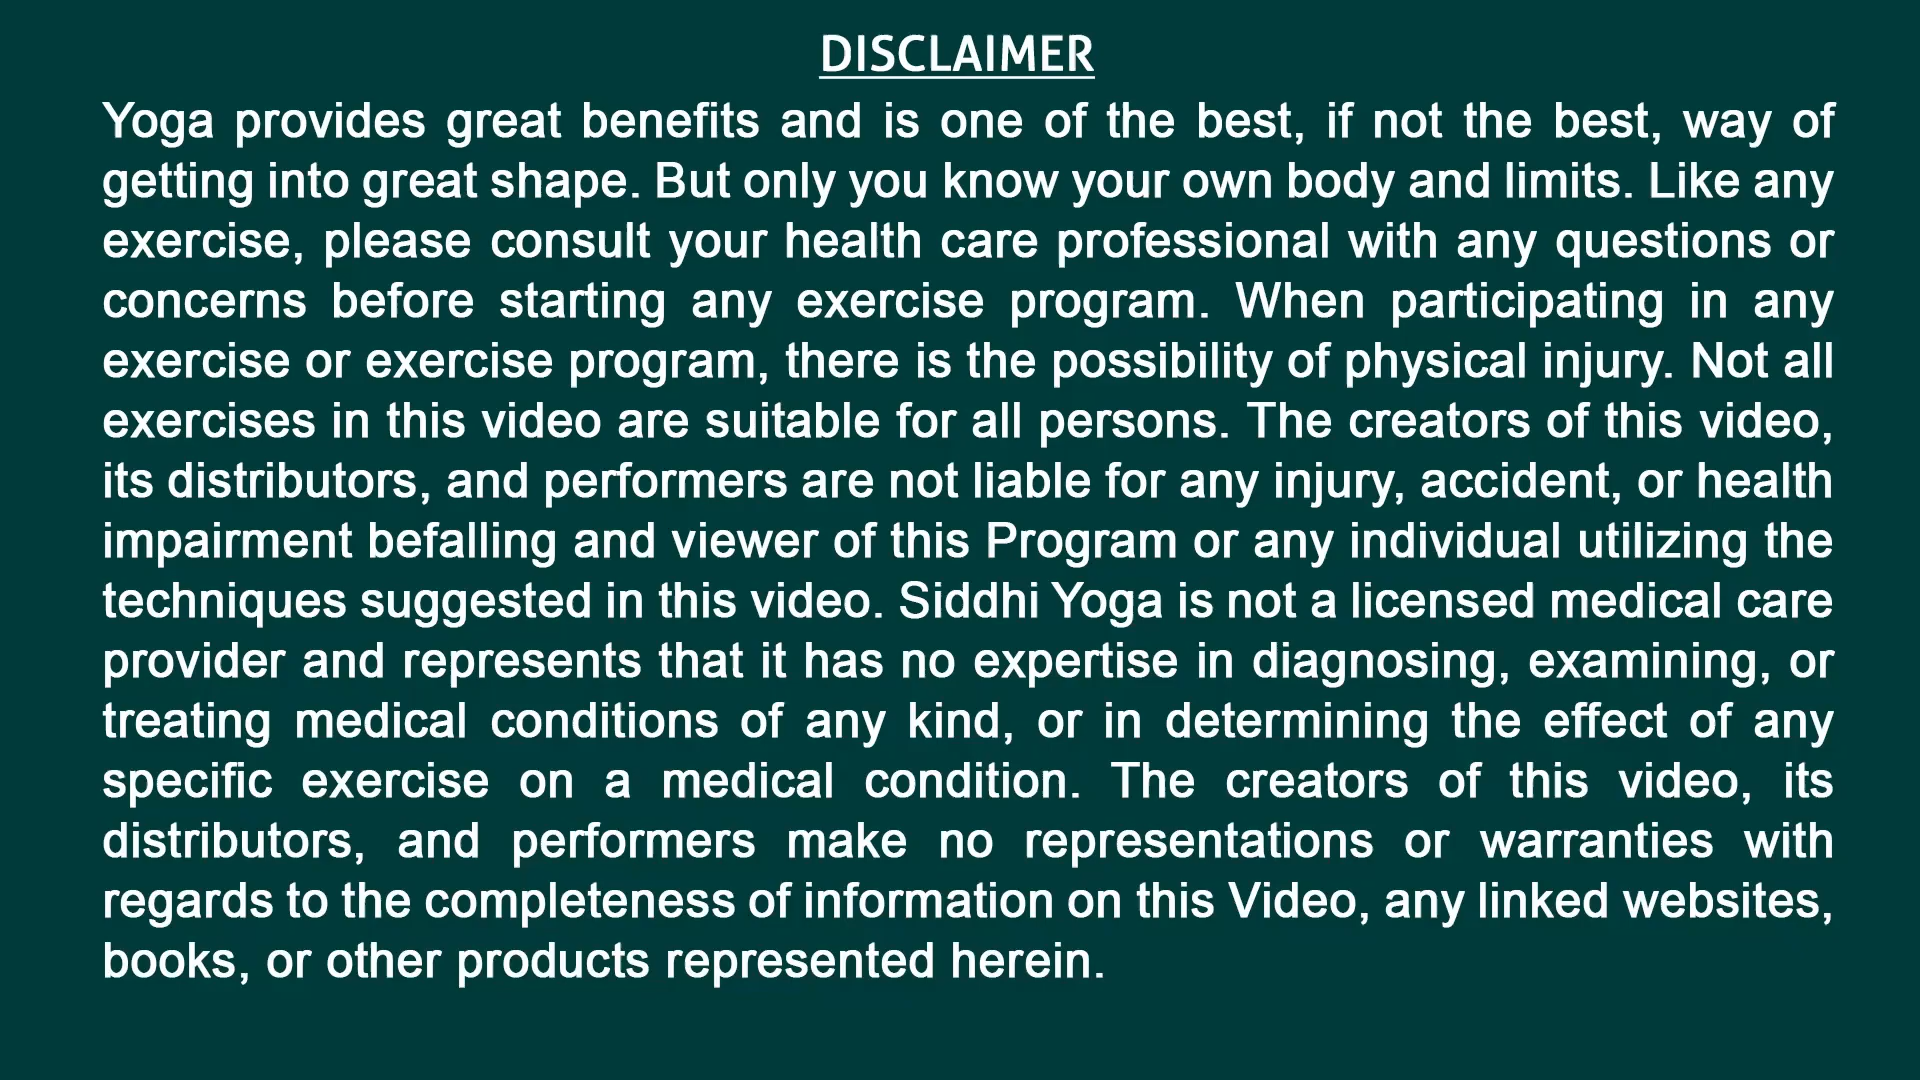 DISCLAIMER
Yoga provides great benefits and is one of the best, if not the best, way of
getting into great shape. But only you know your own body and limits. Like any
exercise, please consult your health care professional with any questions or
concerns before starting any exercise program. When participating in any
exercise or exercise program, there is the possibility of physical injury. Not all
exercises in this video are suitable for all persons. The creators of this video,
its distributors, and performers are not liable for any injury, accident, or health
impairment befalling and viewer of this Program or any individual utilizing the
techniques suggested in this video. Siddhi Yoga is not a licensed medical care
provider and represents that it has no expertise in diagnosing, examining, or
treating medical conditions of any kind, or in determining the effect of any
specific exercise on a medical condition. The creators of this video, its
distributors, and performers make no representations or warranties with
regards to the completeness of information on this Video, any linked websites,
books, or other products represented herein.